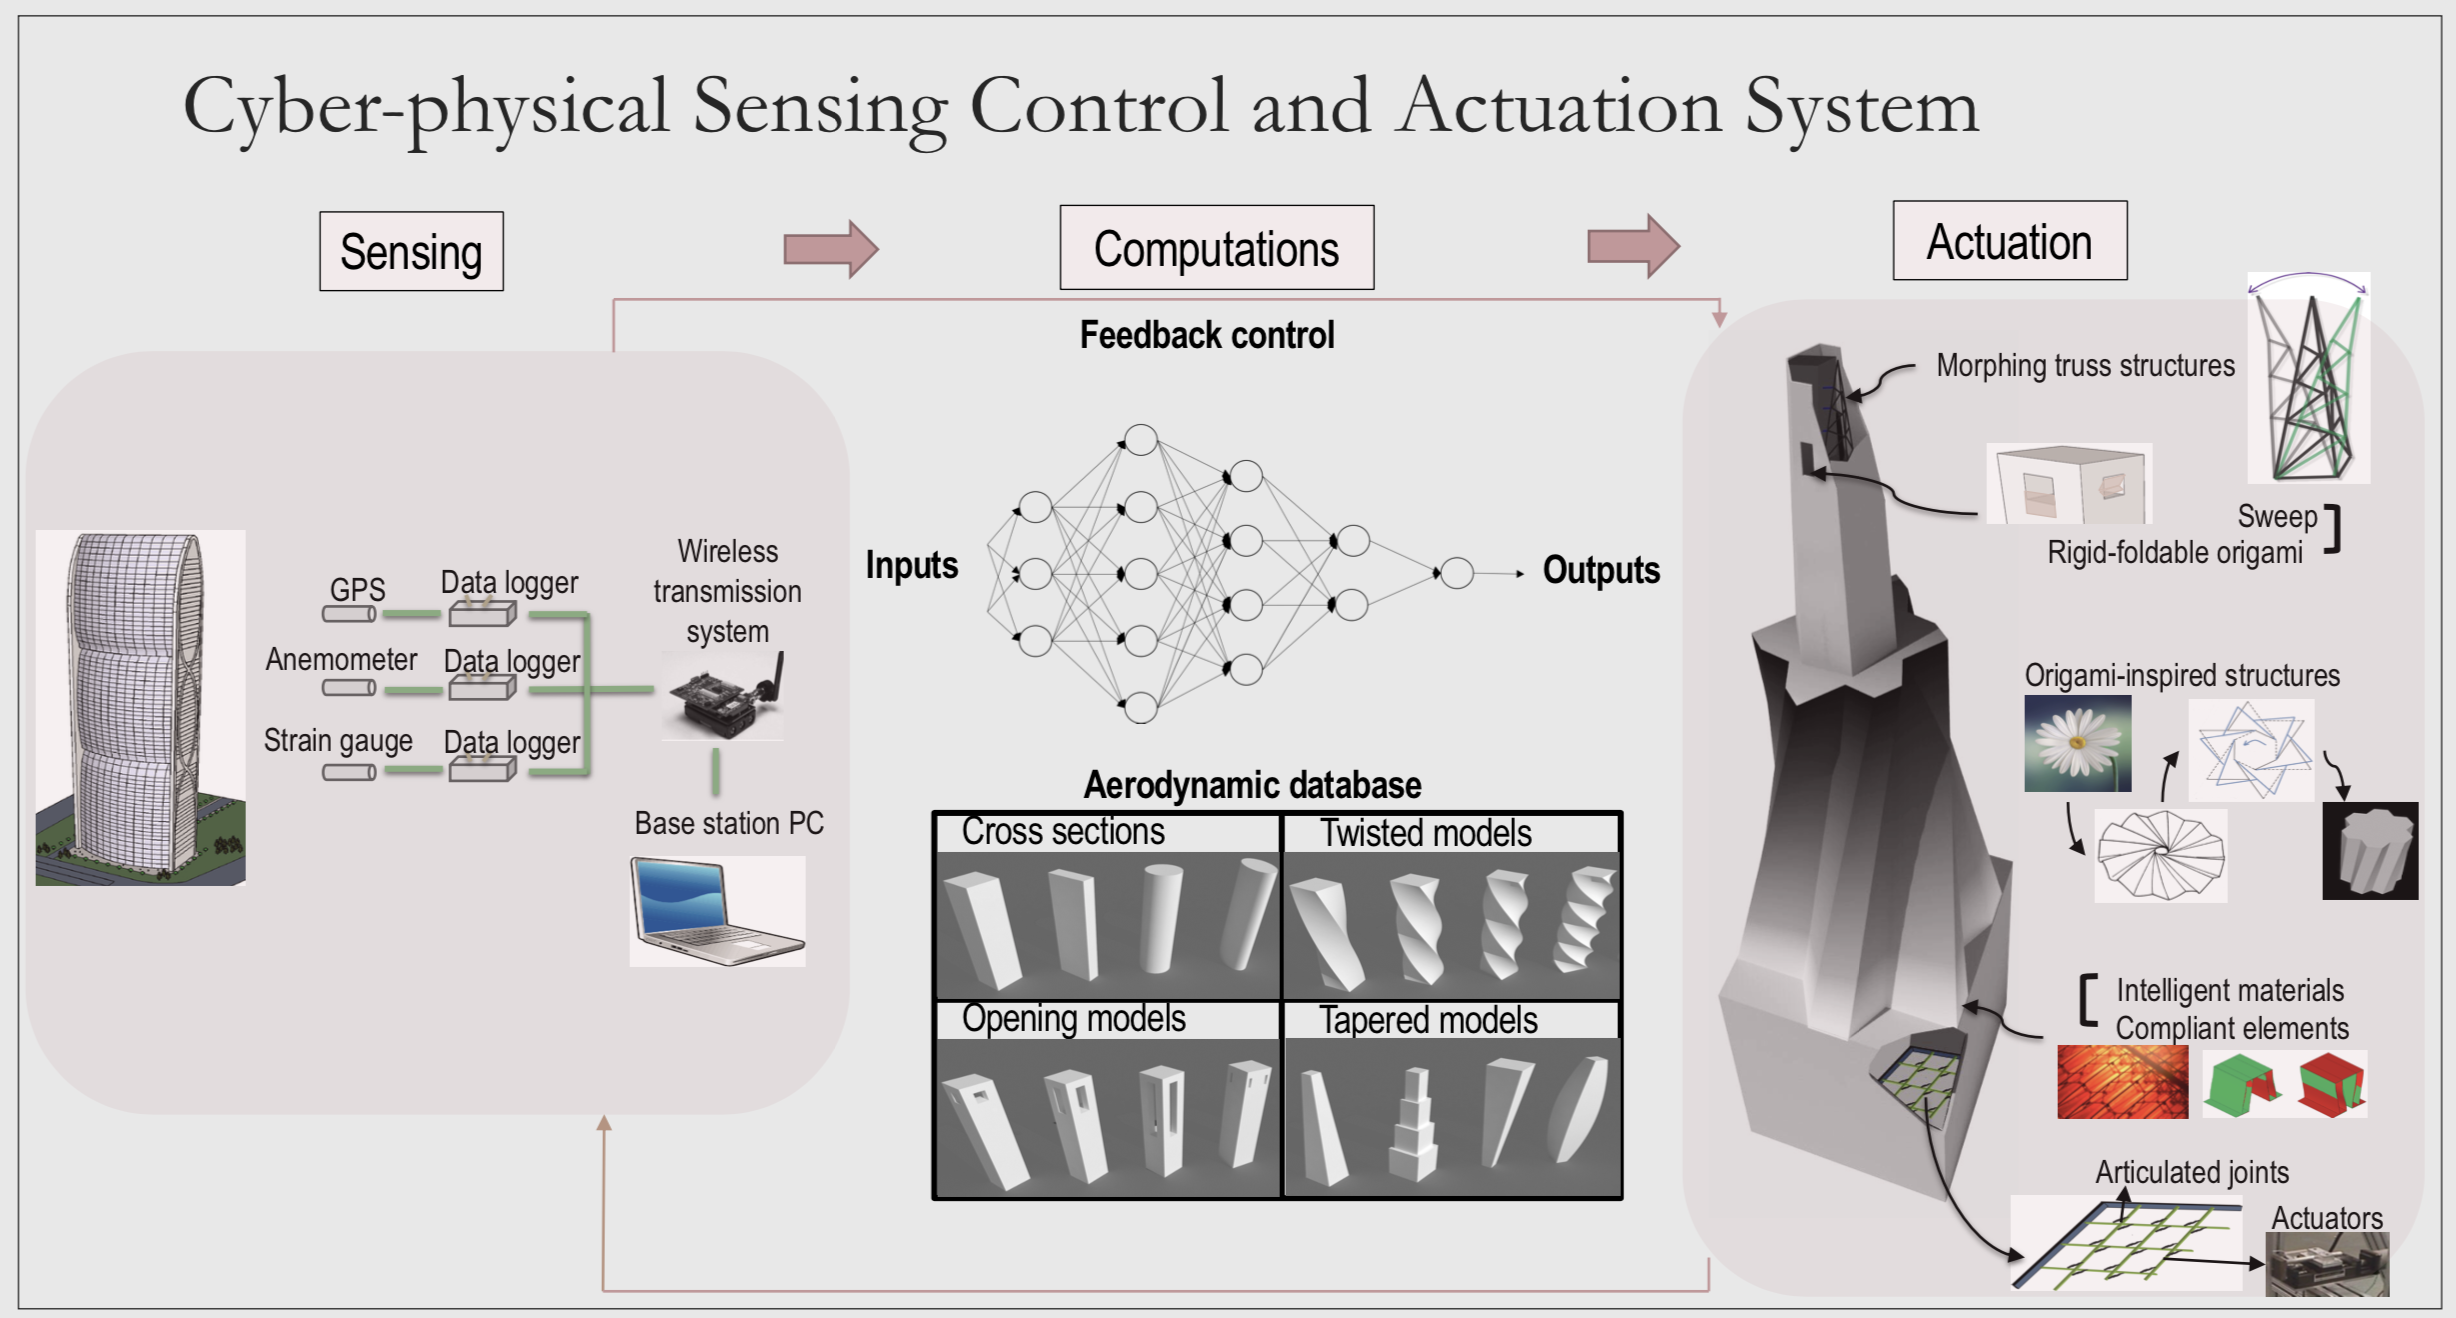 Cyber-physical Sensing Control and Actuation System
Sensing
Computations
Actuation
GPS
Data logger
Anemometer
Data logger
Strain gauge
Data logger
Wireless
transmission
system
Base station PC
Feedback control
Inputs
Outputs
Aerodynamic database
Cross sections
Twisted models
Opening models
Tapered models
Morphing truss structures
Sweep
Rigid-foldable origami
Origami-inspired structures
Intelligent materials
Compliant elements
Articulated joints
Actuators